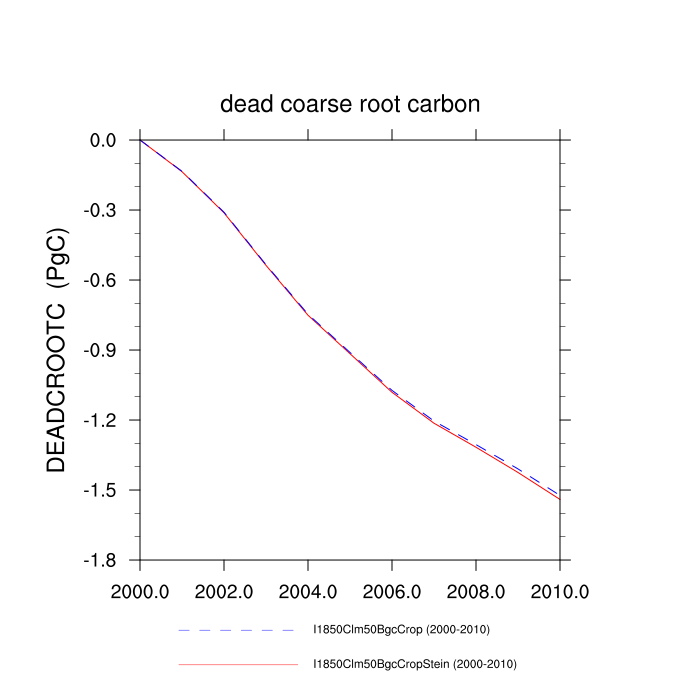 dead coarse root carbon
DEADCROOTC (PgC)
0.0
-0.3
-0.6
-0.9
-1.2
-1.5
-1.8
2000.0 2002.0 2004.0 2006.0 2008.0 2010.0
I1850Clm50BgcCrop (2000-2010)
I1850Clm50BgcCropStein (2000-2010)